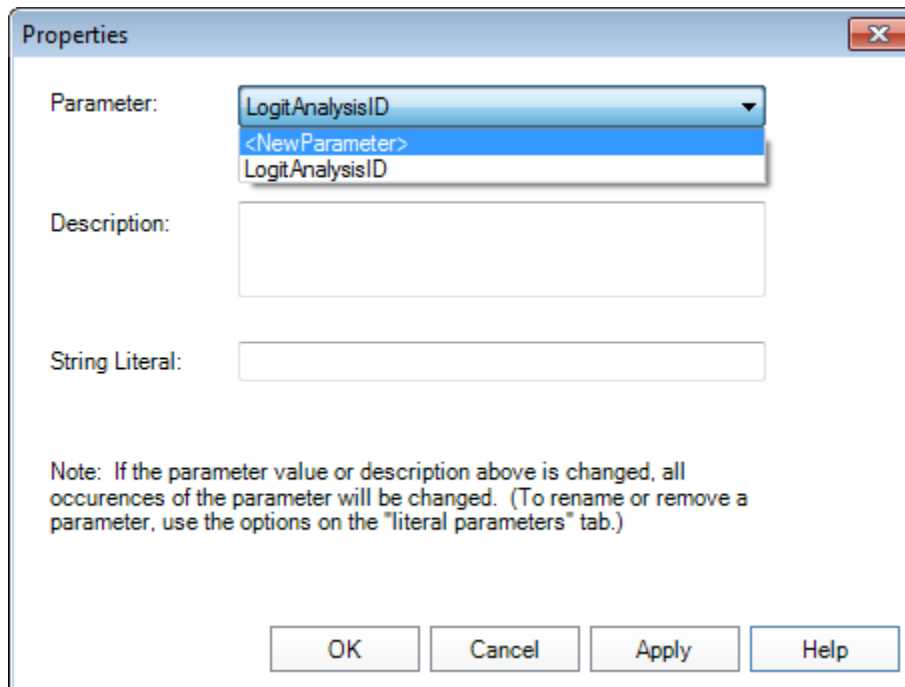 Properties
Parameter:
LogitAnalysisID
<NewParameter>
LogitAnalysisID
Description:
String Literal:
Note:  If the parameter value or description above is changed, all
occurences of the parameter will be changed.  (To rename or remove a
parameter, use the options on the "literal parameters" tab.)
OK
Cancel
Apply
Help